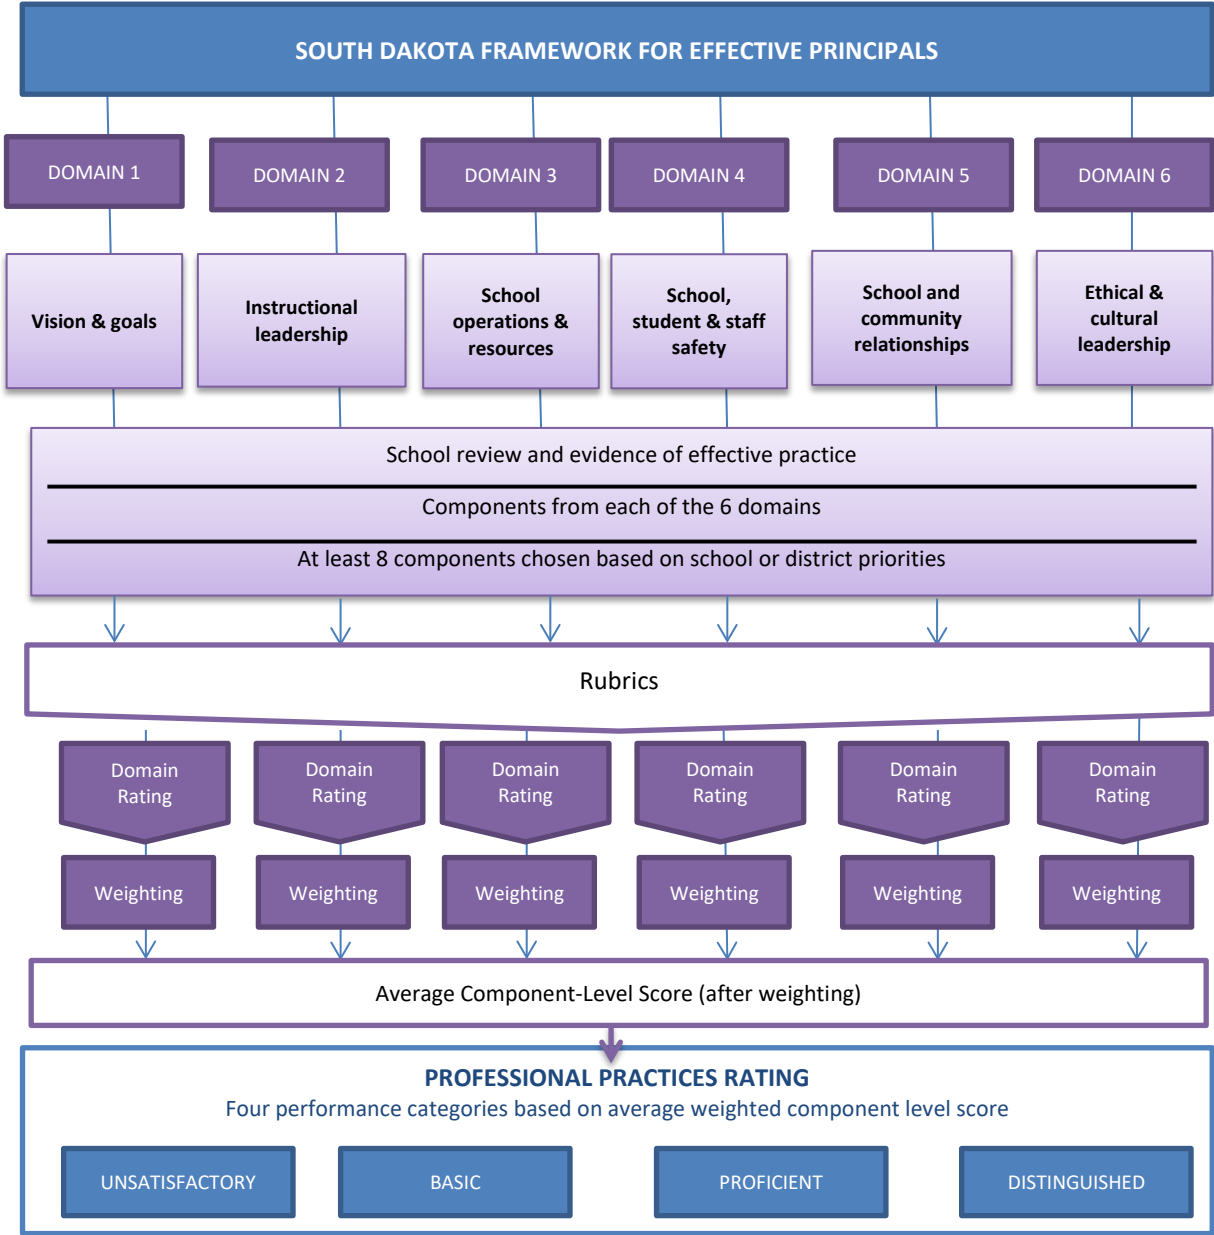 SOUTH DAKOTA FRAMEWORK FOR EFFECTIVE PRINCIPALS
DOMAIN 1
DOMAIN 2
DOMAIN 3
DOMAIN 4
DOMAIN 5
DOMAIN 6
Vision & goals
Instructional
leadership
School
operations &
resources
School,
student & staff
safety
School and
community
relationships
Ethical &
cultural
leadership
School review and evidence of effective practice
Components from each of the 6 domains
At least 8 components chosen based on school or district priorities
Rubrics
Domain
Rating
Domain
Rating
Domain
Rating
Domain
Rating
Domain
Rating
Domain
Rating
Weighting
Weighting
Weighting
Weighting
Weighting
Weighting
Average Component-Level Score (after weighting)
PROFESSIONAL PRACTICES RATING
Four performance categories based on average weighted component level score
UNSATISFACTORY
BASIC
PROFICIENT
DISTINGUISHED